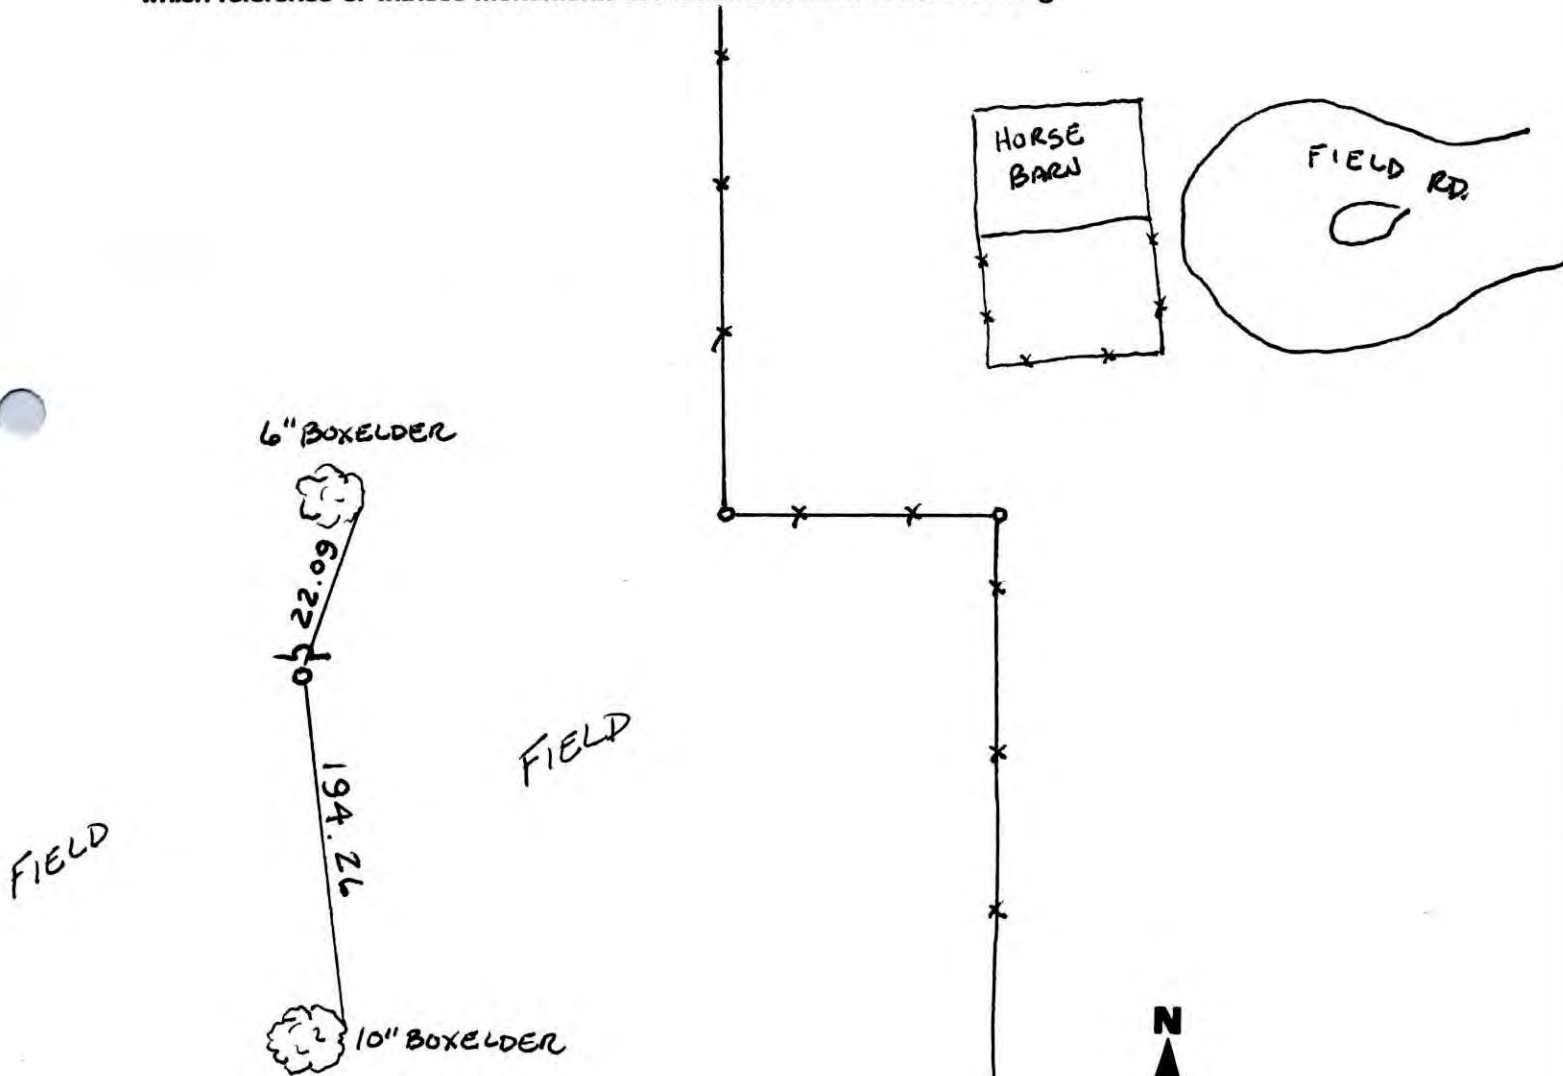 HORSE
BARN
FIELD RD.
6" BOXELDER
22.09
194.26
FIELD
FIELD
10" BOXELDER
N